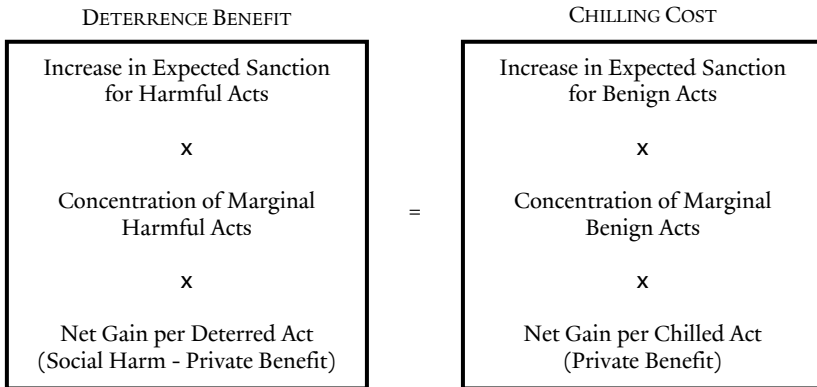 DETERRENCE BENEFIT
Increase in Expected Sanction
for Harmful Acts
x
Concentration of Marginal
Harmful Acts
x
Net Gain per Deterred Act
(Social Harm - Private Benefit)
=
CHILLING COST
Increase in Expected Sanction
for Benign Acts
x
Concentration of Marginal
Benign Acts
x
Net Gain per Chilled Act
(Private Benefit)